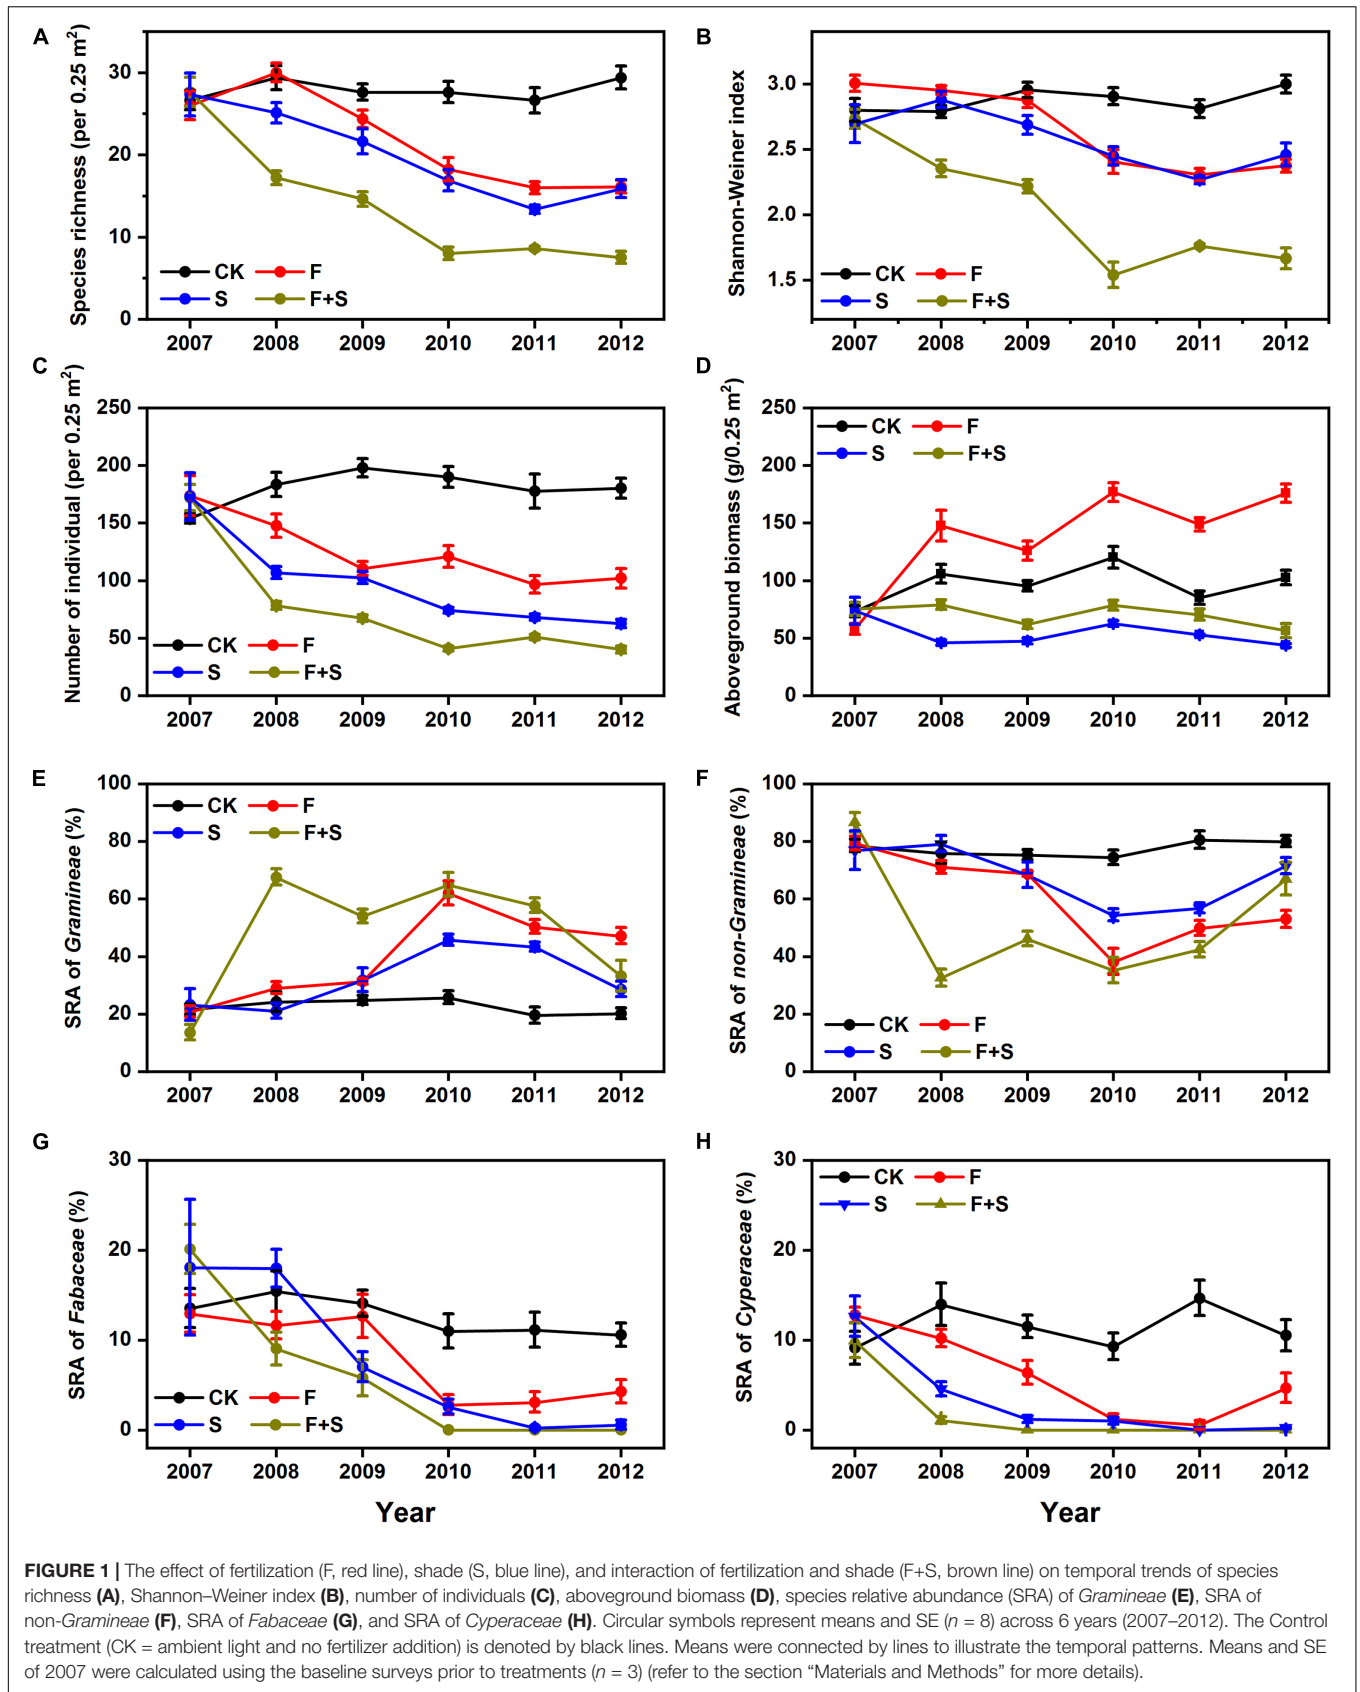 A
Species richness (per 0.25 m²)
30
20
10
0
CK F
S F+S
2007 2008 2009 2010 2011 2012
B
Shannon-Weiner index
3.0
2.5
2.0
1.5
CK F
S F+S
2007 2008 2009 2010 2011 2012
C
Number of individual (per 0.25 m²)
250
200
150
100
50
0
CK F
S F+S
2007 2008 2009 2010 2011 2012
D
Aboveground biomass (g/0.25 m²)
250
200
150
100
50
0
CK F
S F+S
2007 2008 2009 2010 2011 2012
E
SRA of Gramineae (%)
100
80
60
40
20
0
CK F
S F+S
2007 2008 2009 2010 2011 2012
F
SRA of non-Gramineae (%)
100
80
60
40
20
0
CK F
S F+S
2007 2008 2009 2010 2011 2012
G
SRA of Fabaceae (%)
30
20
10
0
CK F
S F+S
2007 2008 2009 2010 2011 2012
Year
H
SRA of Cyperaceae (%)
30
20
10
0
CK F
S F+S
2007 2008 2009 2010 2011 2012
Year
FIGURE 1 | The effect of fertilization (F, red line), shade (S, blue line), and interaction of fertilization and shade (F+S, brown line) on temporal trends of species
richness (A), Shannon–Weiner index (B), number of individuals (C), aboveground biomass (D), species relative abundance (SRA) of Gramineae (E), SRA of
non-Gramineae (F), SRA of Fabaceae (G), and SRA of Cyperaceae (H). Circular symbols represent means and SE (n = 8) across 6 years (2007–2012). The Control
treatment (CK = ambient light and no fertilizer addition) is denoted by black lines. Means were connected by lines to illustrate the temporal patterns. Means and SE
of 2007 were calculated using the baseline surveys prior to treatments (n = 3) (refer to the section “Materials and Methods” for more details).